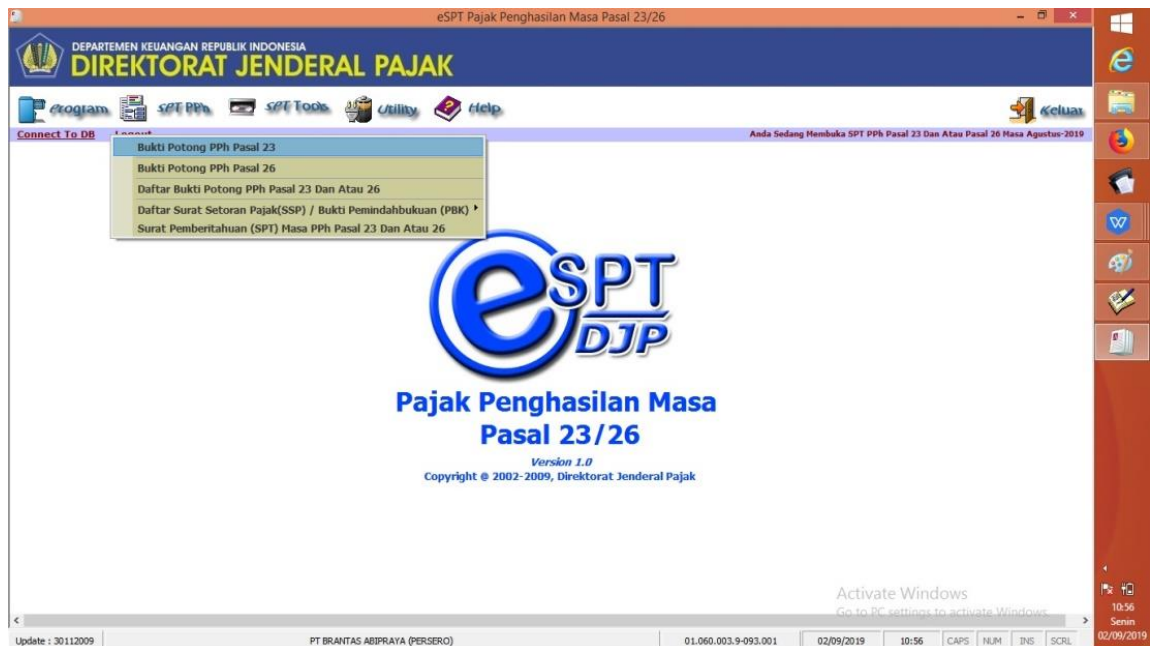 eSPT Pajak Penghasilan Masa Pasal 23/26
DEPARTEMEN KEUANGAN REPUBLIK INDONESIA
DIREKTORAT JENDERAL PAJAK
Program SPT PPh SPT Tools Utility Help Keluar
Connect To DB Logout Anda Sedang Membuka SPT PPh Pasal 23 Dan Atau Pasal 26 Masa Agustus-2019
Bukti Potong PPh Pasal 23
Bukti Potong PPh Pasal 26
Daftar Bukti Potong PPh Pasal 23 Dan Atau 26
Daftar Surat Setoran Pajak(SSP) / Bukti Pemindahbukuan (PBK)
Surat Pemberitahuan (SPT) Masa PPh Pasal 23 Dan Atau 26
eSPT
DJP
Pajak Penghasilan Masa
Pasal 23/26
Version 1.0
Copyright @ 2002-2009, Direktorat Jenderal Pajak
Activate Windows
Go to PC settings to activate Windows.
Update : 30112009 PT BRANTAS ABIPRAYA (PERSERO) 01.060.003.9-093.001 02/09/2019 10:56 CAPS NUM INS SCRL
10:56
Senin
02/09/2019